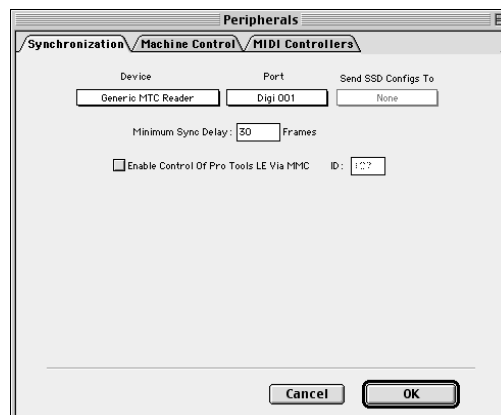 Peripherals
Synchronization Machine Control MIDI Controllers
Device Port Send SSD Configs To
Generic MTC Reader Digi 001 None
Minimum Sync Delay: 30 Frames
Enable Control Of Pro Tools LE Via MMC ID:
Cancel OK